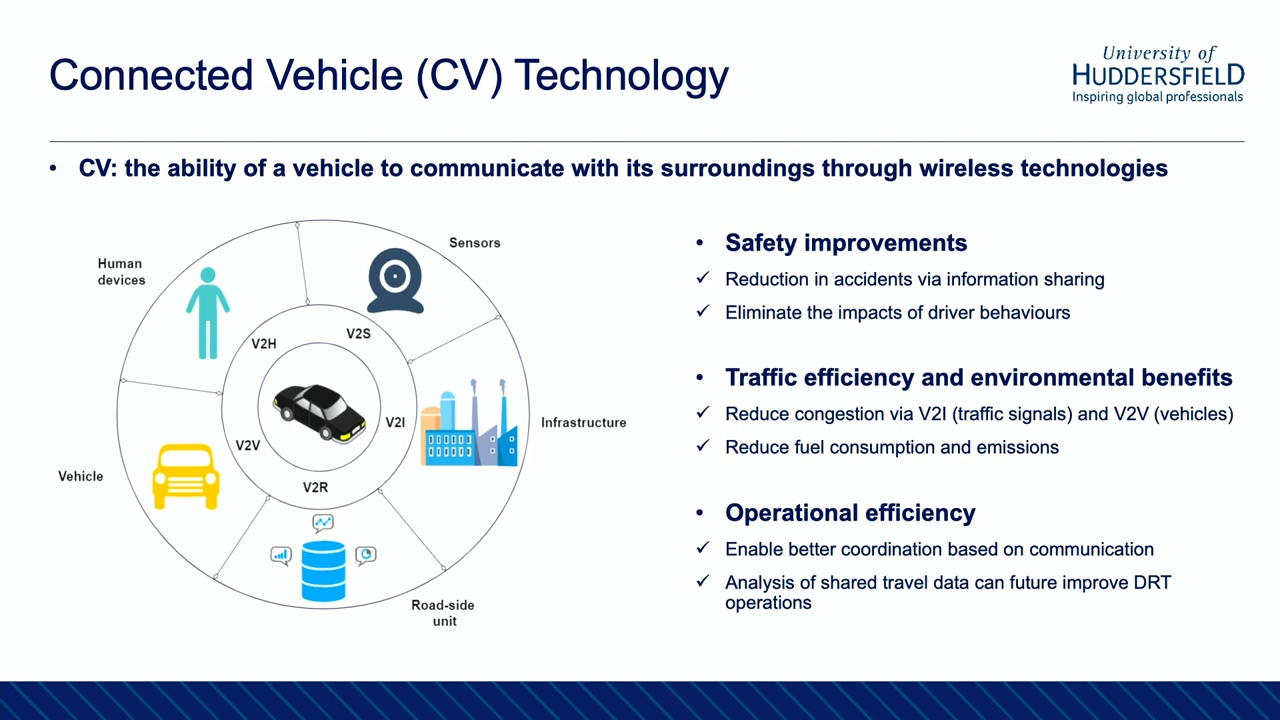 Connected Vehicle (CV) Technology
University of
HUDDERSFIELD
Inspiring global professionals
• CV: the ability of a vehicle to communicate with its surroundings through wireless technologies
Human
devices
Sensors
V2H
V2S
V2I
Infrastructure
V2V
Vehicle
V2R
Road-side
unit
• Safety improvements
✓ Reduction in accidents via information sharing
✓ Eliminate the impacts of driver behaviours
• Traffic efficiency and environmental benefits
✓ Reduce congestion via V2I (traffic signals) and V2V (vehicles)
✓ Reduce fuel consumption and emissions
• Operational efficiency
✓ Enable better coordination based on communication
✓ Analysis of shared travel data can future improve DRT
operations